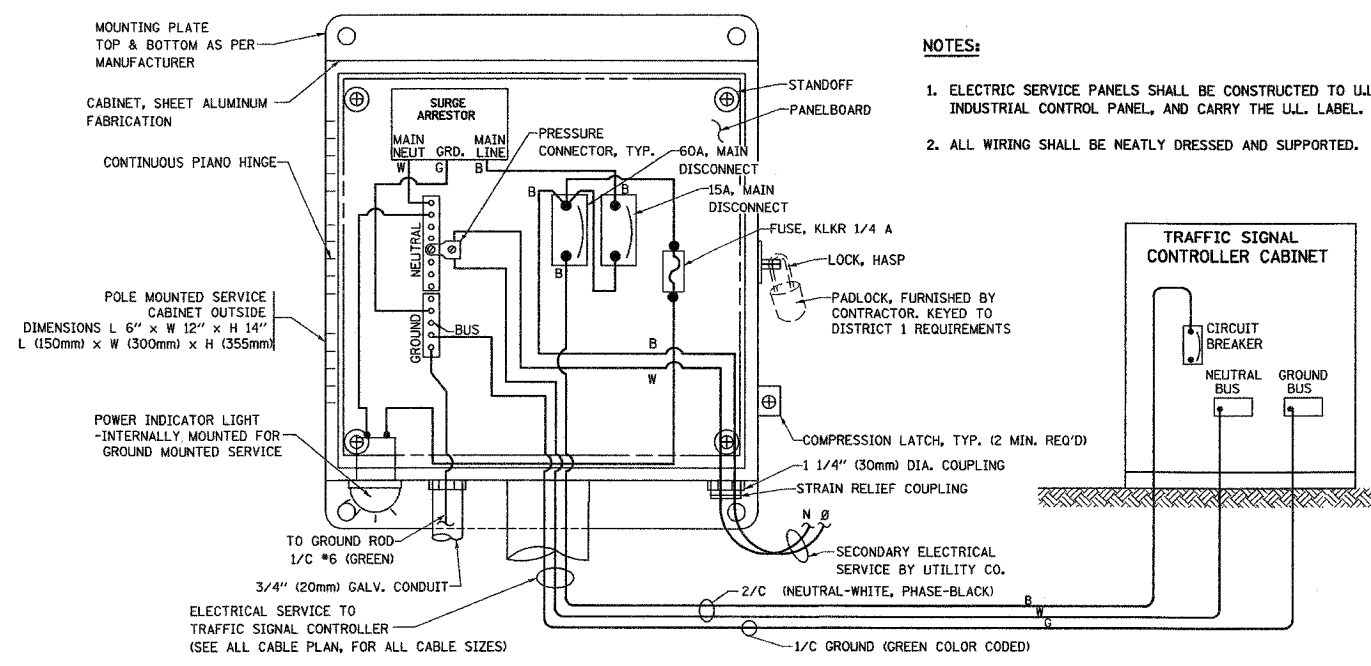 MOUNTING PLATE
TOP & BOTTOM AS PER
MANUFACTURER
CABINET, SHEET ALUMINUM
FABRICATION
CONTINUOUS PIANO HINGE
POLE MOUNTED SERVICE
CABINET OUTSIDE
DIMENSIONS L 6" x W 12" x H 14"
L (150mm) x W (300mm) x H (355mm)
POWER INDICATOR LIGHT
-INTERNALLY MOUNTED FOR
GROUND MOUNTED SERVICE
TO GROUND ROD
1/C #6 (GREEN)
3/4" (20mm) GALV. CONDUIT
ELECTRICAL SERVICE TO
TRAFFIC SIGNAL CONTROLLER
(SEE ALL CABLE PLAN, FOR ALL CABLE SIZES)
SURGE
ARRESTOR
MAIN
NEUT
GRD.
MAIN
LINE
W
G
B
NEUTRAL
GROUND
BUS
PRESSURE
CONNECTOR, TYP.
60A, MAIN
DISCONNECT
15A, MAIN
DISCONNECT
B
B
B
B
W
STANDOFF
PANELBOARD
FUSE, KLKR 1/4 A
LOCK, HASP
PADLOCK, FURNISHED BY
CONTRACTOR. KEYED TO
DISTRICT 1 REQUIREMENTS
COMPRESSION LATCH, TYP. (2 MIN. REQ'D)
1 1/4" (30mm) DIA. COUPLING
STRAIN RELIEF COUPLING
N Ø
SECONDARY ELECTRICAL
SERVICE BY UTILITY CO.
2/C (NEUTRAL-WHITE, PHASE-BLACK)
B
W
G
1/C GROUND (GREEN COLOR CODED)
NOTES:
1. ELECTRIC SERVICE PANELS SHALL BE CONSTRUCTED TO
INDUSTRIAL CONTROL PANEL, AND CARRY THE U.L. LABEL.
2. ALL WIRING SHALL BE NEATLY DRESSED AND SUPPORTED.
TRAFFIC SIGNAL
CONTROLLER CABINET
CIRCUIT
BREAKER
NEUTRAL
BUS
GROUND
BUS